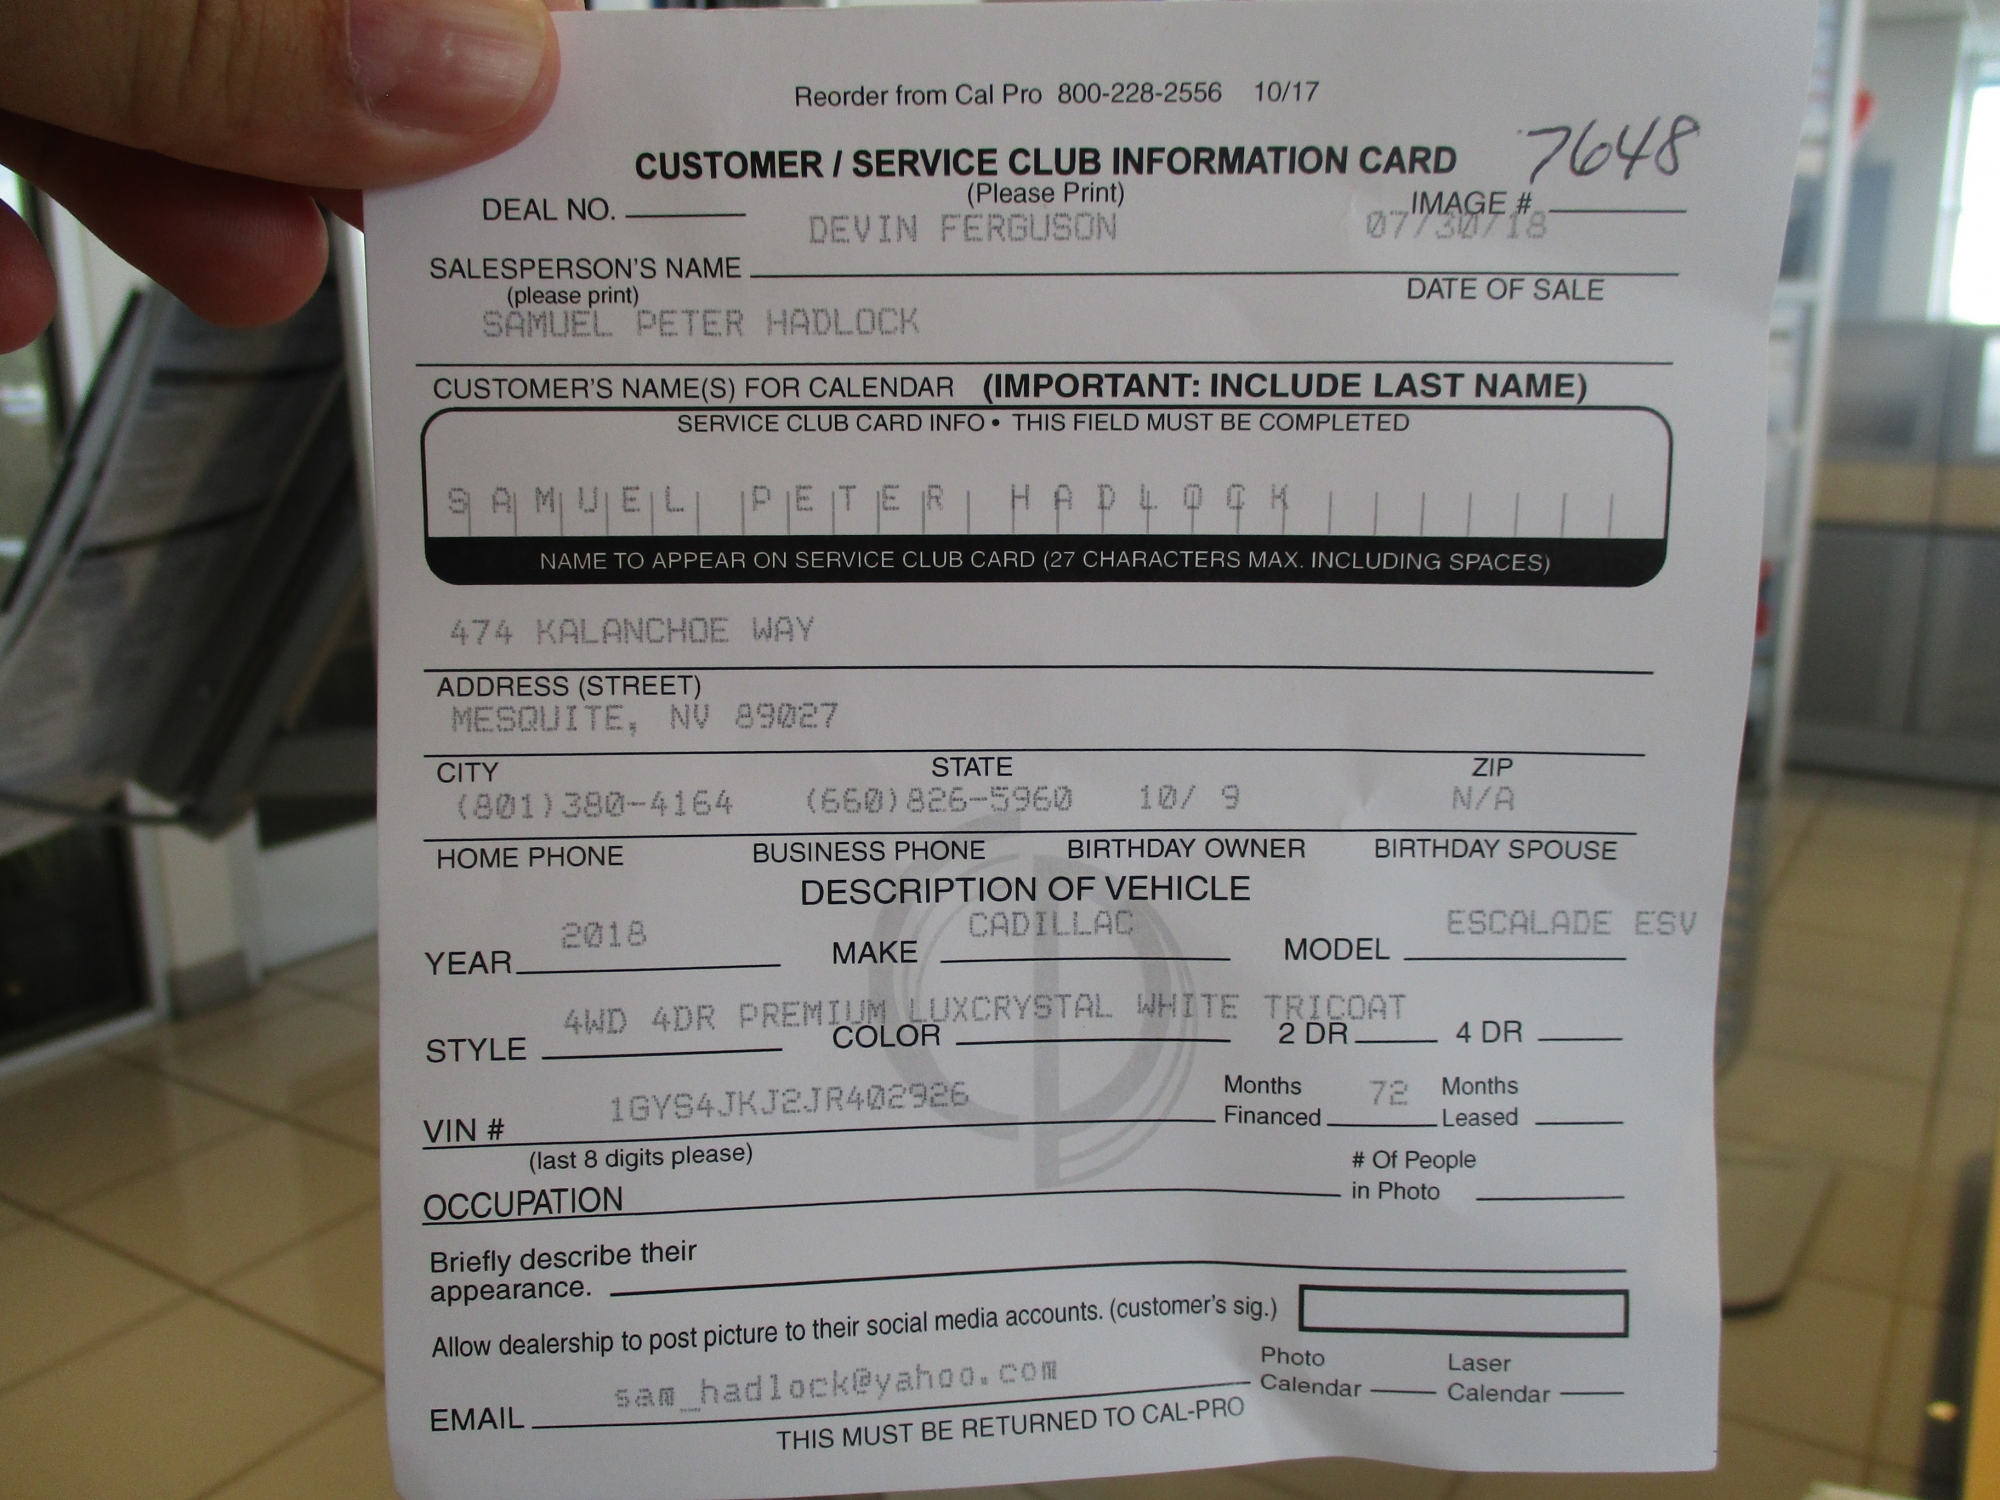 Reorder from Cal Pro 800-228-2556 10/17
CUSTOMER / SERVICE CLUB INFORMATION CARD 7648
(Please Print)
DEAL NO. IMAGE #
DEVIN FERGUSON 07/30/18
SALESPERSON'S NAME
(please print) DATE OF SALE
SAMUEL PETER HADLOCK
CUSTOMER'S NAME(S) FOR CALENDAR (IMPORTANT: INCLUDE LAST NAME)
SERVICE CLUB CARD INFO • THIS FIELD MUST BE COMPLETED
SAMUEL PETER HADLOCK
NAME TO APPEAR ON SERVICE CLUB CARD (27 CHARACTERS MAX. INCLUDING SPACES)
474 KALANCHOE WAY
ADDRESS (STREET)
MESQUITE, NV 89027
CITY STATE ZIP
(801)380-4164 (660)826-5960 10/ 9 N/A
HOME PHONE BUSINESS PHONE BIRTHDAY OWNER BIRTHDAY SPOUSE
DESCRIPTION OF VEHICLE
2018 CADILLAC ESCALADE ESV
YEAR MAKE MODEL
4WD 4DR PREMIUM LUXCRYSTAL WHITE TRICOAT
STYLE COLOR 2 DR 4 DR
1GYS4JKJ2JR402926 Months 72 Months
VIN # Financed Leased
(last 8 digits please) # Of People
OCCUPATION in Photo
Briefly describe their
appearance.
Allow dealership to post picture to their social media accounts. (customer's sig.)
sam_hadlock@yahoo.com Photo Laser
EMAIL Calendar Calendar
THIS MUST BE RETURNED TO CAL-PRO